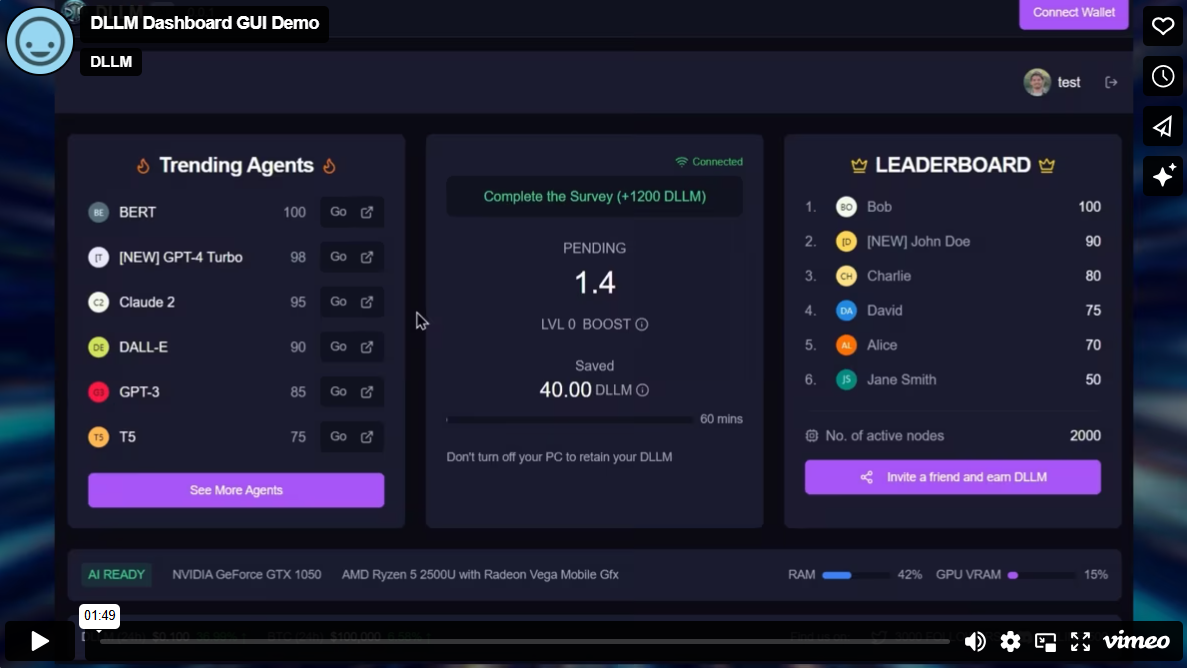 DLLM Dashboard GUI Demo
DLLM
Connect Wallet
test
Trending Agents
BE BERT 100 Go
[NEW] GPT-4 Turbo 98 Go
C2 Claude 2 95 Go
DE DALL-E 90 Go
G3 GPT-3 85 Go
T5 T5 75 Go
See More Agents
Connected
Complete the Survey (+1200 DLLM)
PENDING
1.4
LVL 0 BOOST
Saved
40.00 DLLM
60 mins
Don't turn off your PC to retain your DLLM
LEADERBOARD
1. BO Bob 100
2. JD [NEW] John Doe 90
3. CH Charlie 80
4. DA David 75
5. AL Alice 70
6. JS Jane Smith 50
No. of active nodes 2000
Invite a friend and earn DLLM
AI READY NVIDIA GeForce GTX 1050 AMD Ryzen 5 2500U with Radeon Vega Mobile Gfx RAM 42% GPU VRAM 15%
01:49
vimeo